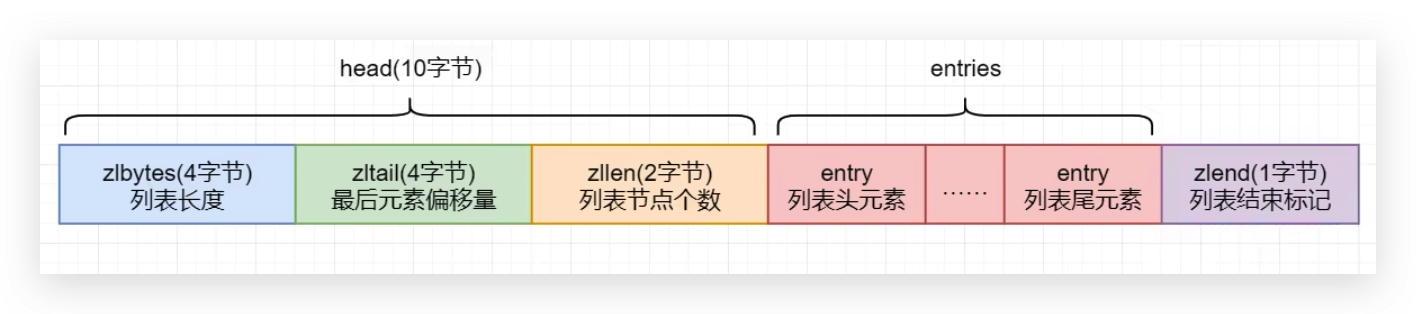 head(10字节)
entries
zlbytes(4字节)
列表长度
zltail(4字节)
最后元素偏移量
zllen(2字节)
列表节点个数
entry
列表头元素
……
entry
列表尾元素
zlend(1字节)
列表结束标记